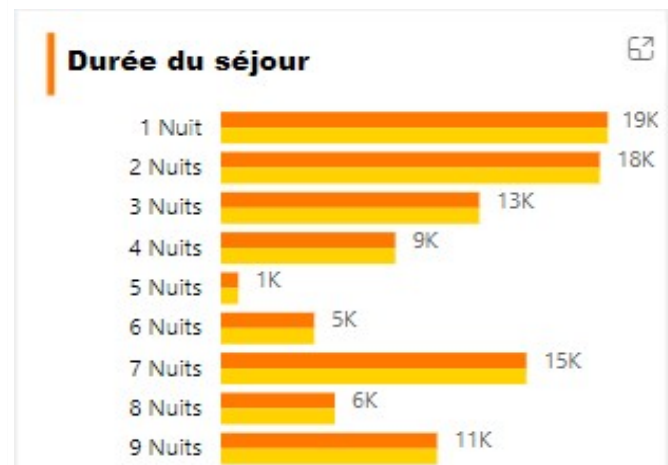 Durée du séjour
1 Nuit 19K
2 Nuits 18K
3 Nuits 13K
4 Nuits 9K
5 Nuits 1K
6 Nuits 5K
7 Nuits 15K
8 Nuits 6K
9 Nuits 11K